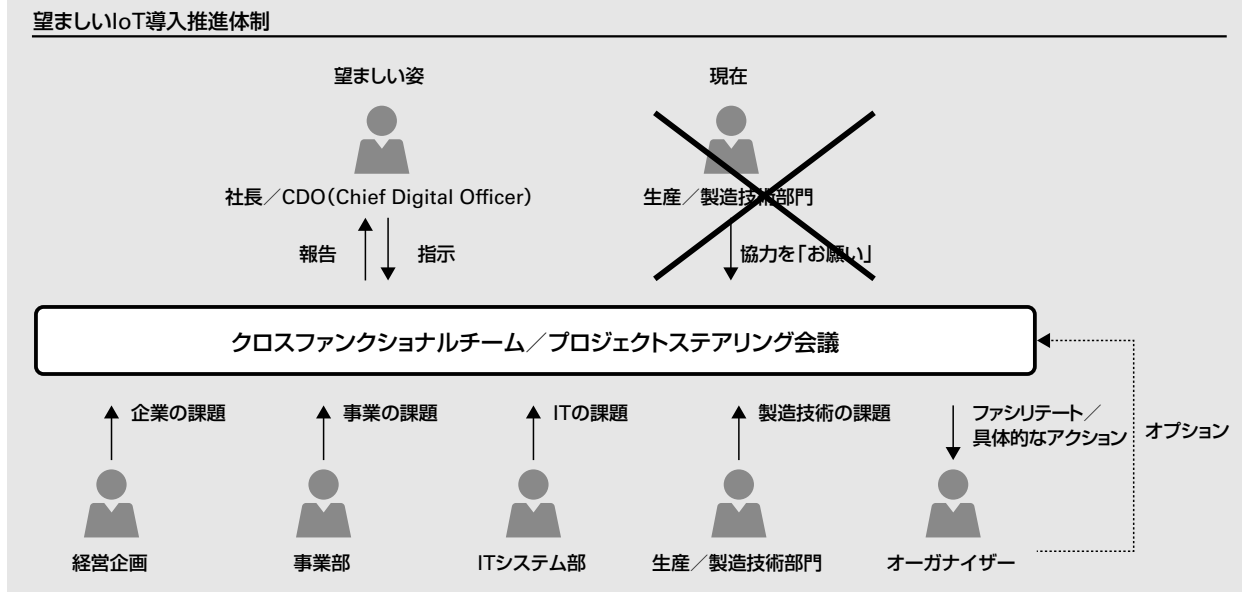 望ましいIoT導入推進体制
望ましい姿
現在
社長／CDO（Chief Digital Officer）
生産／製造技術部門
報告
指示
協力を「お願い」
クロスファンクショナルチーム／プロジェクトステアリング会議
企業の課題
事業の課題
ITの課題
製造技術の課題
ファシリテート／
具体的なアクション
オプション
経営企画
事業部
ITシステム部
生産／製造技術部門
オーガナイザー